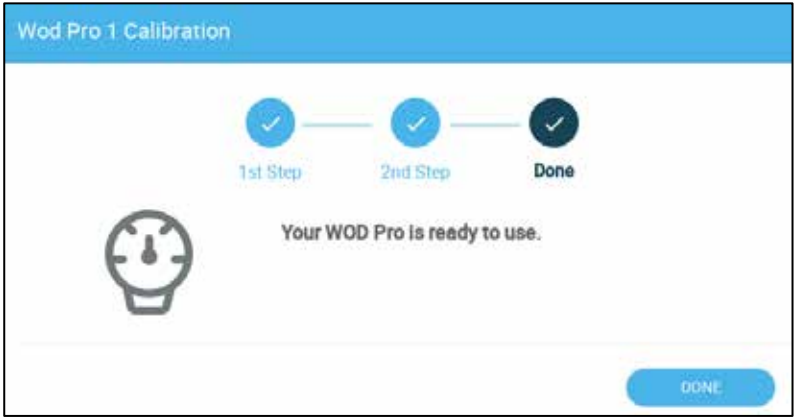 Wod Pro 1 Calibration
1st Step 2nd Step Done
Your WOD Pro is ready to use.
DONE